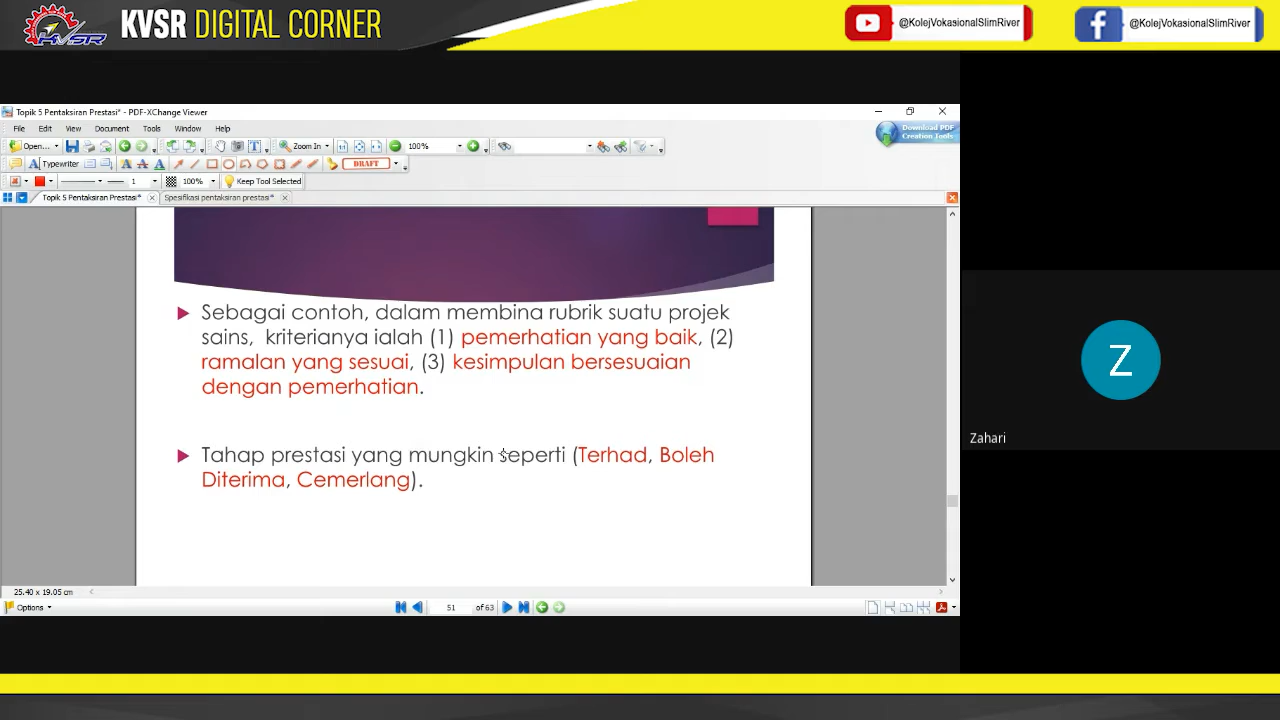 KVSR
KVSR DIGITAL CORNER
@KolejVokasionalSlimRiver
@KolejVokasionalSlimRiver
Topik 5 Pentaksiran Prestasi* - PDF-XChange Viewer
File Edit View Document Tools Window Help
Download PDF
Creation Tools
Open... Zoom In 100%
Typewriter DRAFT
1 100% Keep Tool Selected
Topik 5 Pentaksiran Prestasi* Spesifikasi pentaksiran prestasi*
Sebagai contoh, dalam membina rubrik suatu projek
sains, kriterianya ialah (1) pemerhatian yang baik, (2)
ramalan yang sesuai, (3) kesimpulan bersesuaian
dengan pemerhatian.
Tahap prestasi yang mungkin seperti (Terhad, Boleh
Diterima, Cemerlang).
Z
Zahari
25.40 x 19.05 cm
Options 51 of 63